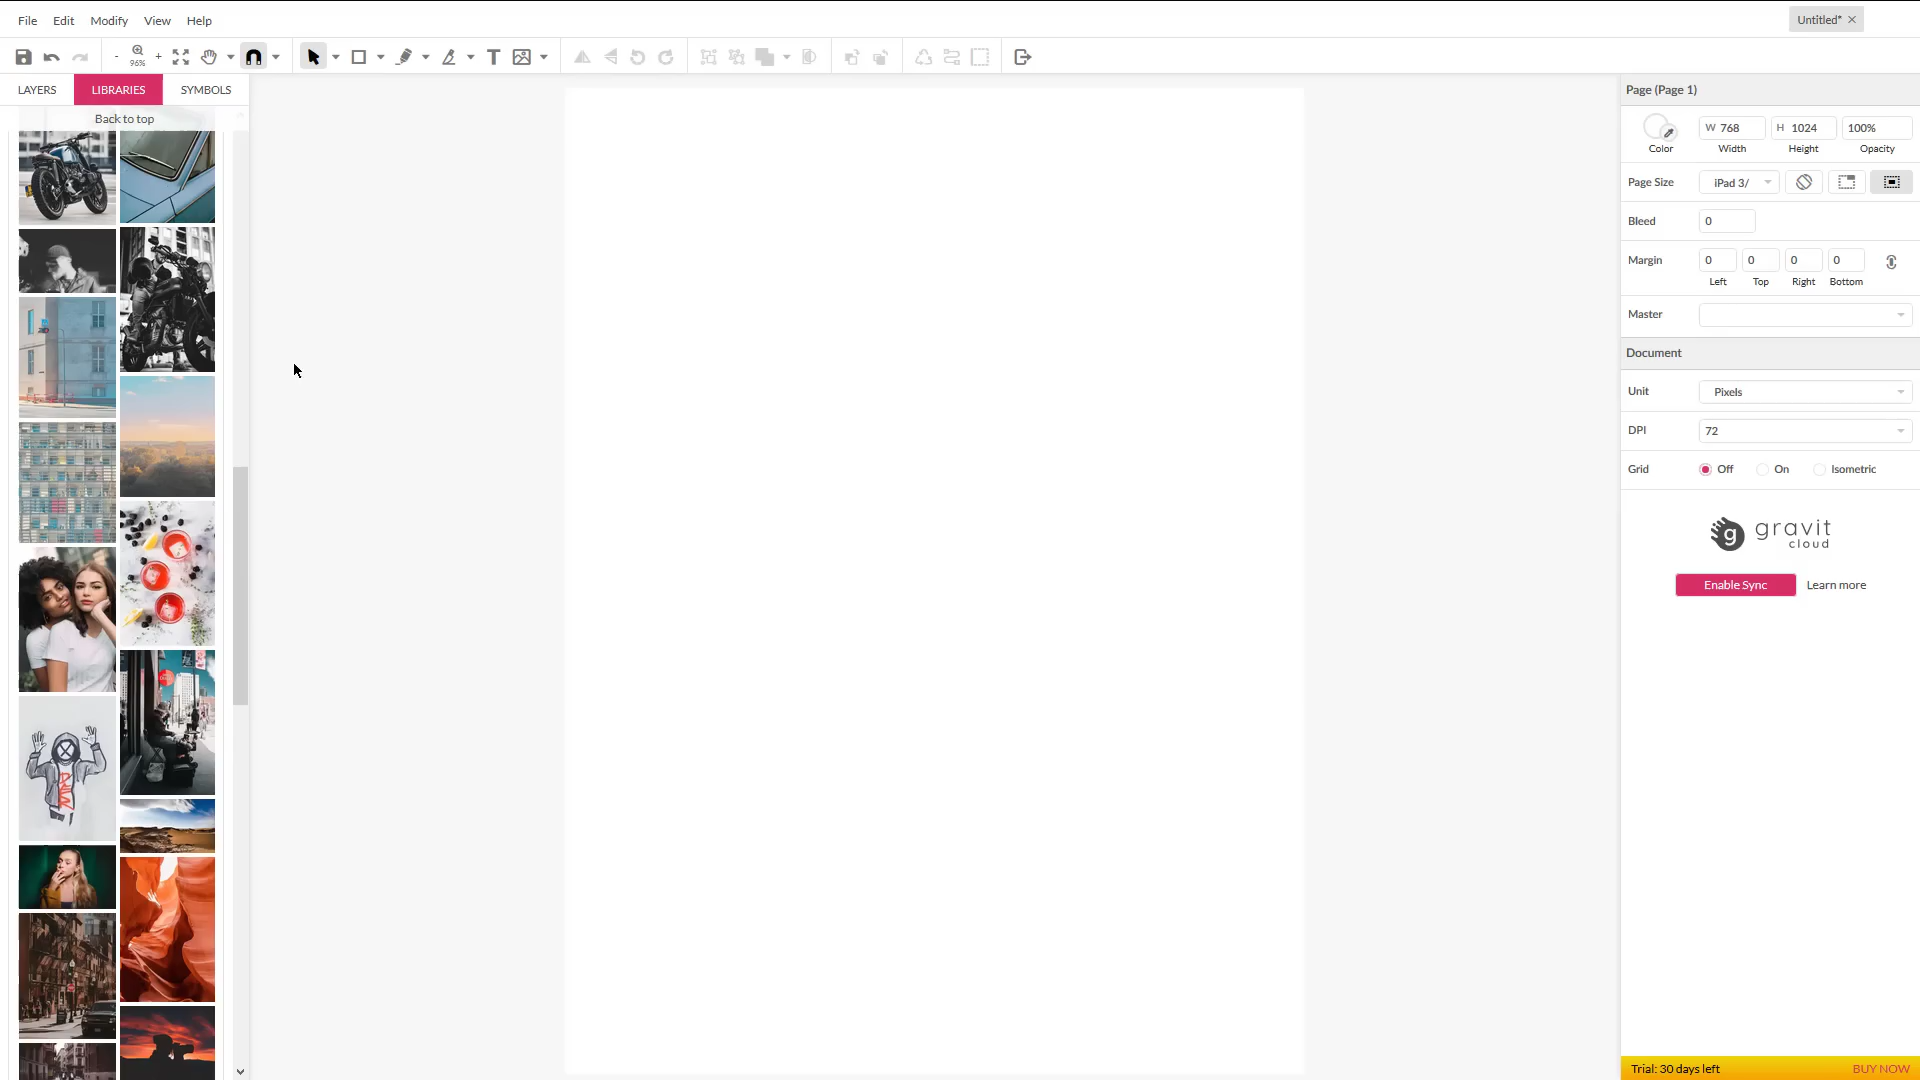 File Edit Modify View Help
Untitled*
- 96% +
LAYERS LIBRARIES SYMBOLS
Back to top
Page (Page 1)
W 768 H 1024 100%
Color Width Height Opacity
Page Size iPad 3/
Bleed 0
Margin 0 0 0 0
Left Top Right Bottom
Master
Document
Unit Pixels
DPI 72
Grid Off On Isometric
g gravit
cloud
Enable Sync Learn more
Trial: 30 days left BUY NOW